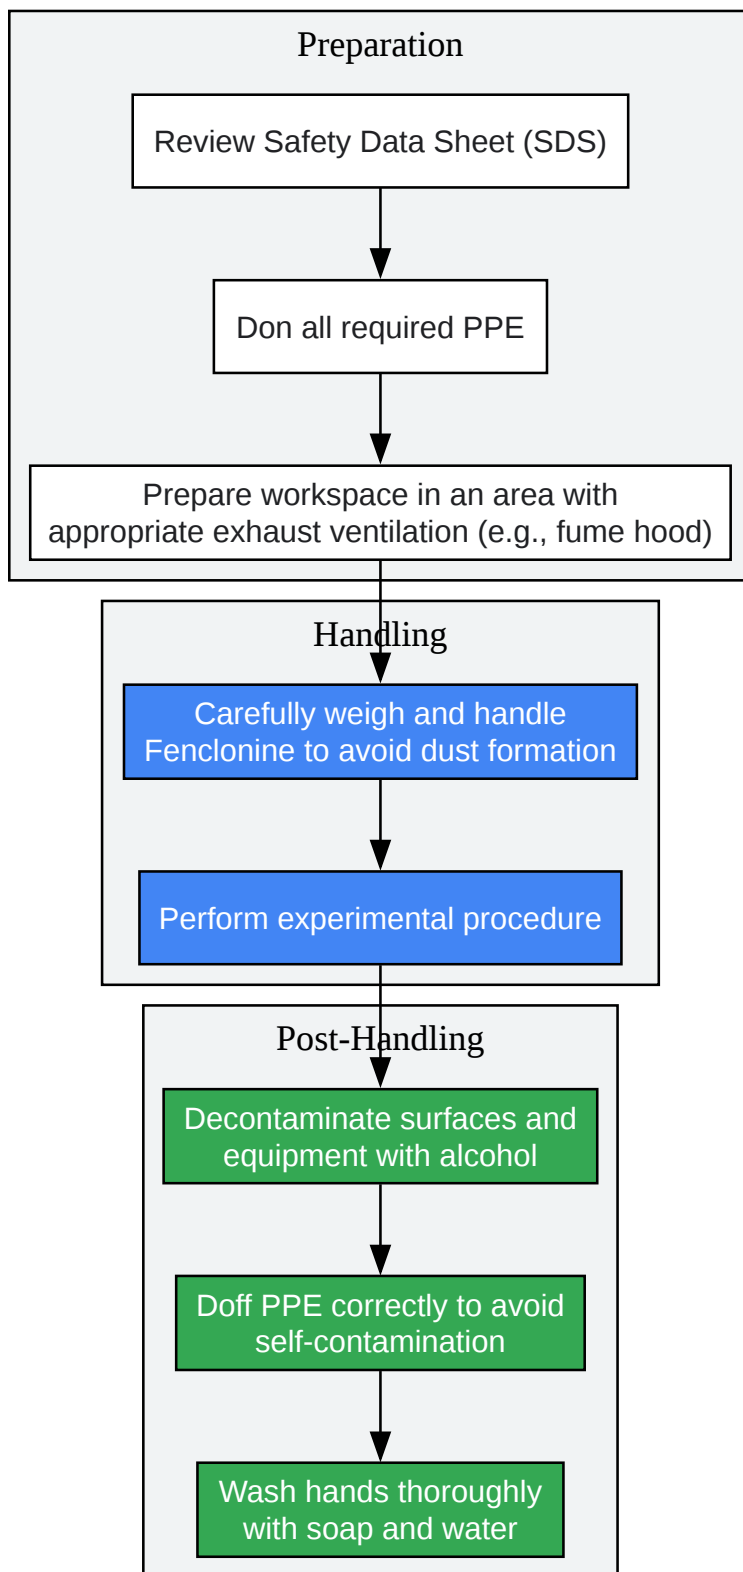 Preparation
Review Safety Data Sheet (SDS)
Don all required PPE
Prepare workspace in an area with
appropriate exhaust ventilation (e.g., fume hood)
Handling
Carefully weigh and handle
Fenclonine to avoid dust formation
Perform experimental procedure
Post-Handling
Decontaminate surfaces and
equipment with alcohol
Doff PPE correctly to avoid
self-contamination
Wash hands thoroughly
with soap and water